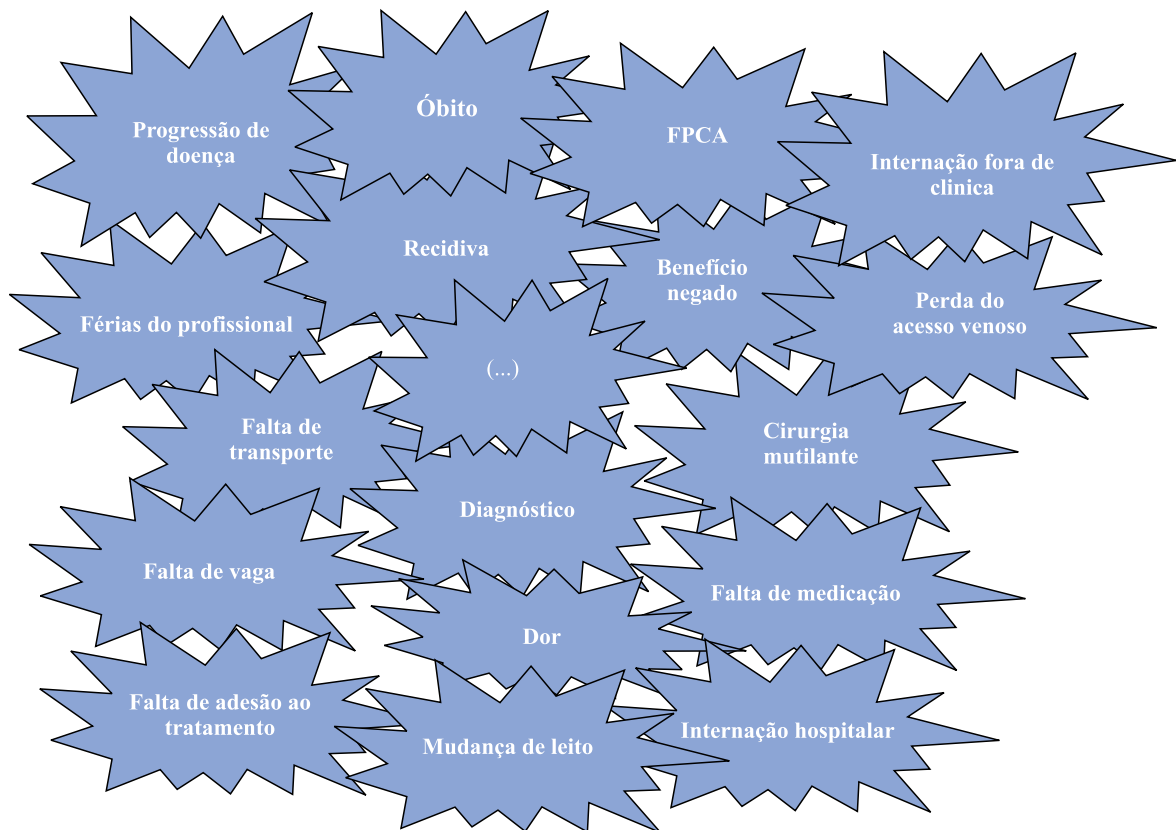 Progressão de
doença
Óbito
FPCA
Internação fora de
clinica
Recidiva
Benefício
negado
Perda do
acesso venoso
Férias do profissional
(...)
Falta de
transporte
Cirurgia
mutilante
Diagnóstico
Falta de vaga
Falta de medicação
Dor
Falta de adesão ao
tratamento
Mudança de leito
Internação hospitalar